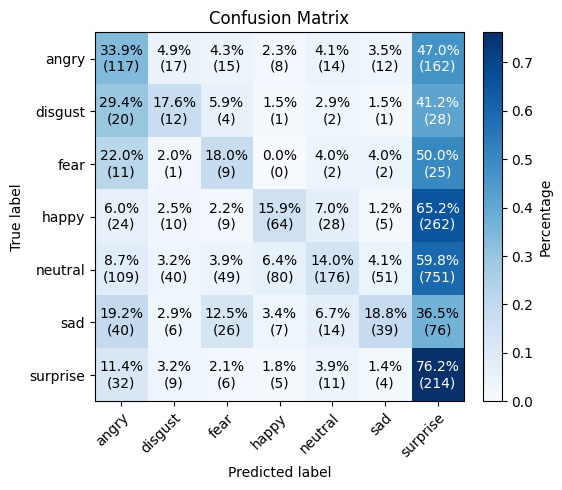 Confusion Matrix
angry 33.9% 4.9% 4.3% 2.3% 4.1% 3.5% 47.0%
(117) (17) (15) (8) (14) (12) (162)
disgust 29.4% 17.6% 5.9% 1.5% 2.9% 1.5% 41.2%
(20) (12) (4) (1) (2) (1) (28)
fear 22.0% 2.0% 18.0% 0.0% 4.0% 4.0% 50.0%
(11) (1) (9) (0) (2) (2) (25)
happy 6.0% 2.5% 2.2% 15.9% 7.0% 1.2% 65.2%
(24) (10) (9) (64) (28) (5) (262)
neutral 8.7% 3.2% 3.9% 6.4% 14.0% 4.1% 59.8%
(109) (40) (49) (80) (176) (51) (751)
sad 19.2% 2.9% 12.5% 3.4% 6.7% 18.8% 36.5%
(40) (6) (26) (7) (14) (39) (76)
surprise 11.4% 3.2% 2.1% 1.8% 3.9% 1.4% 76.2%
(32) (9) (6) (5) (11) (4) (214)
angry disgust fear happy neutral sad surprise
Predicted label
True label
0.7
0.6
0.5
0.4
0.3
0.2
0.1
0.0
Percentage